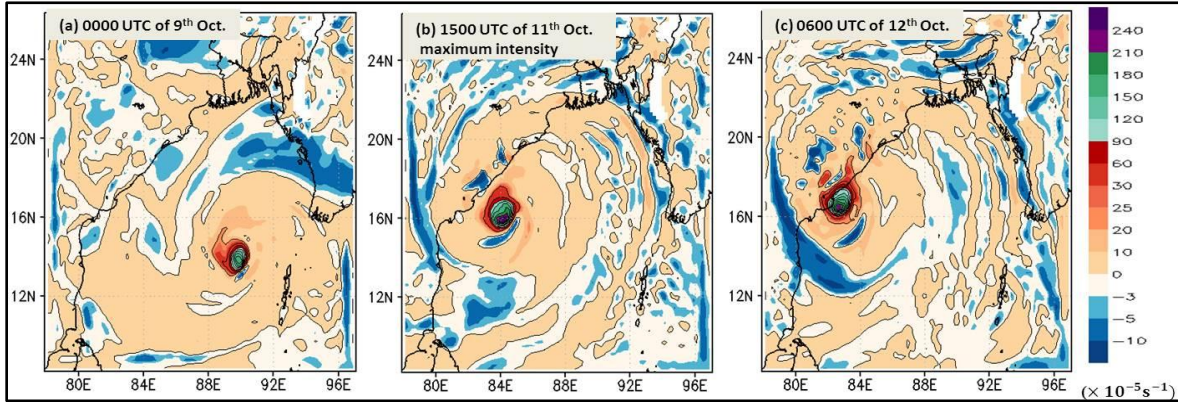 (a) 0000 UTC of 9th Oct.
(b) 1500 UTC of 11th Oct.
maximum intensity
(c) 0600 UTC of 12th Oct.
24N
20N
16N
12N
80E 84E 88E 92E 96E
24N
20N
16N
12N
80E 84E 88E 92E 96E
24N
20N
16N
12N
80E 84E 88E 92E 96E
240
210
180
150
120
90
60
30
25
20
10
0
−3
−5
−10
(× 10⁻⁵s⁻¹)